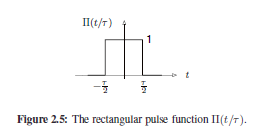 Π(t/τ)
1
t
-τ/2
τ/2
Figure 2.5: The rectangular pulse function Π(t/τ).